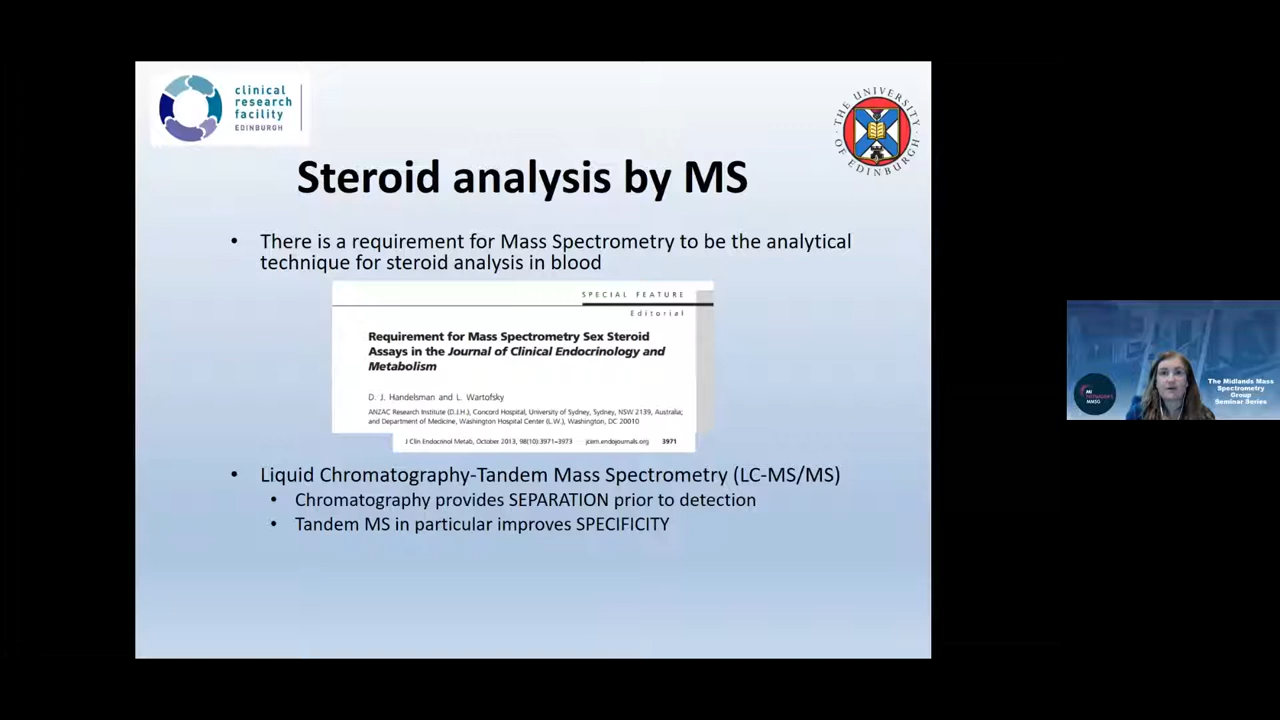 clinical
research
facility
EDINBURGH
THE UNIVERSITY
OF EDINBURGH
Steroid analysis by MS
• There is a requirement for Mass Spectrometry to be the analytical
technique for steroid analysis in blood
SPECIAL FEATURE
Editorial
Requirement for Mass Spectrometry Sex Steroid
Assays in the Journal of Clinical Endocrinology and
Metabolism
D. J. Handelsman and L. Wartofsky
ANZAC Research Institute (D.J.H.), Concord Hospital, University of Sydney, Sydney, NSW 2139, Australia;
and Department of Medicine, Washington Hospital Center (L.W.), Washington, DC 20010
J Clin Endocrinol Metab, October 2013, 98(10):3971–3973 jcem.endojournals.org 3971
• Liquid Chromatography-Tandem Mass Spectrometry (LC-MS/MS)
• Chromatography provides SEPARATION prior to detection
• Tandem MS in particular improves SPECIFICITY
The Midlands Mass
Spectrometry
Group
Seminar Series
MMSG